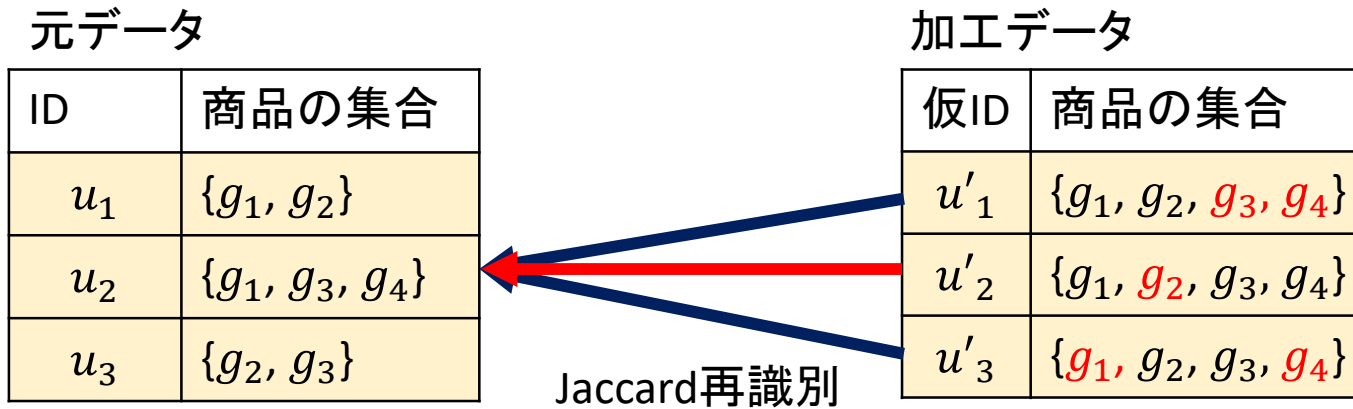 元データ
ID 商品の集合
u₁ {g₁, g₂}
u₂ {g₁, g₃, g₄}
u₃ {g₂, g₃}
Jaccard再識別
加工データ
仮ID 商品の集合
u'₁ {g₁, g₂, g₃, g₄}
u'₂ {g₁, g₂, g₃, g₄}
u'₃ {g₁, g₂, g₃, g₄}